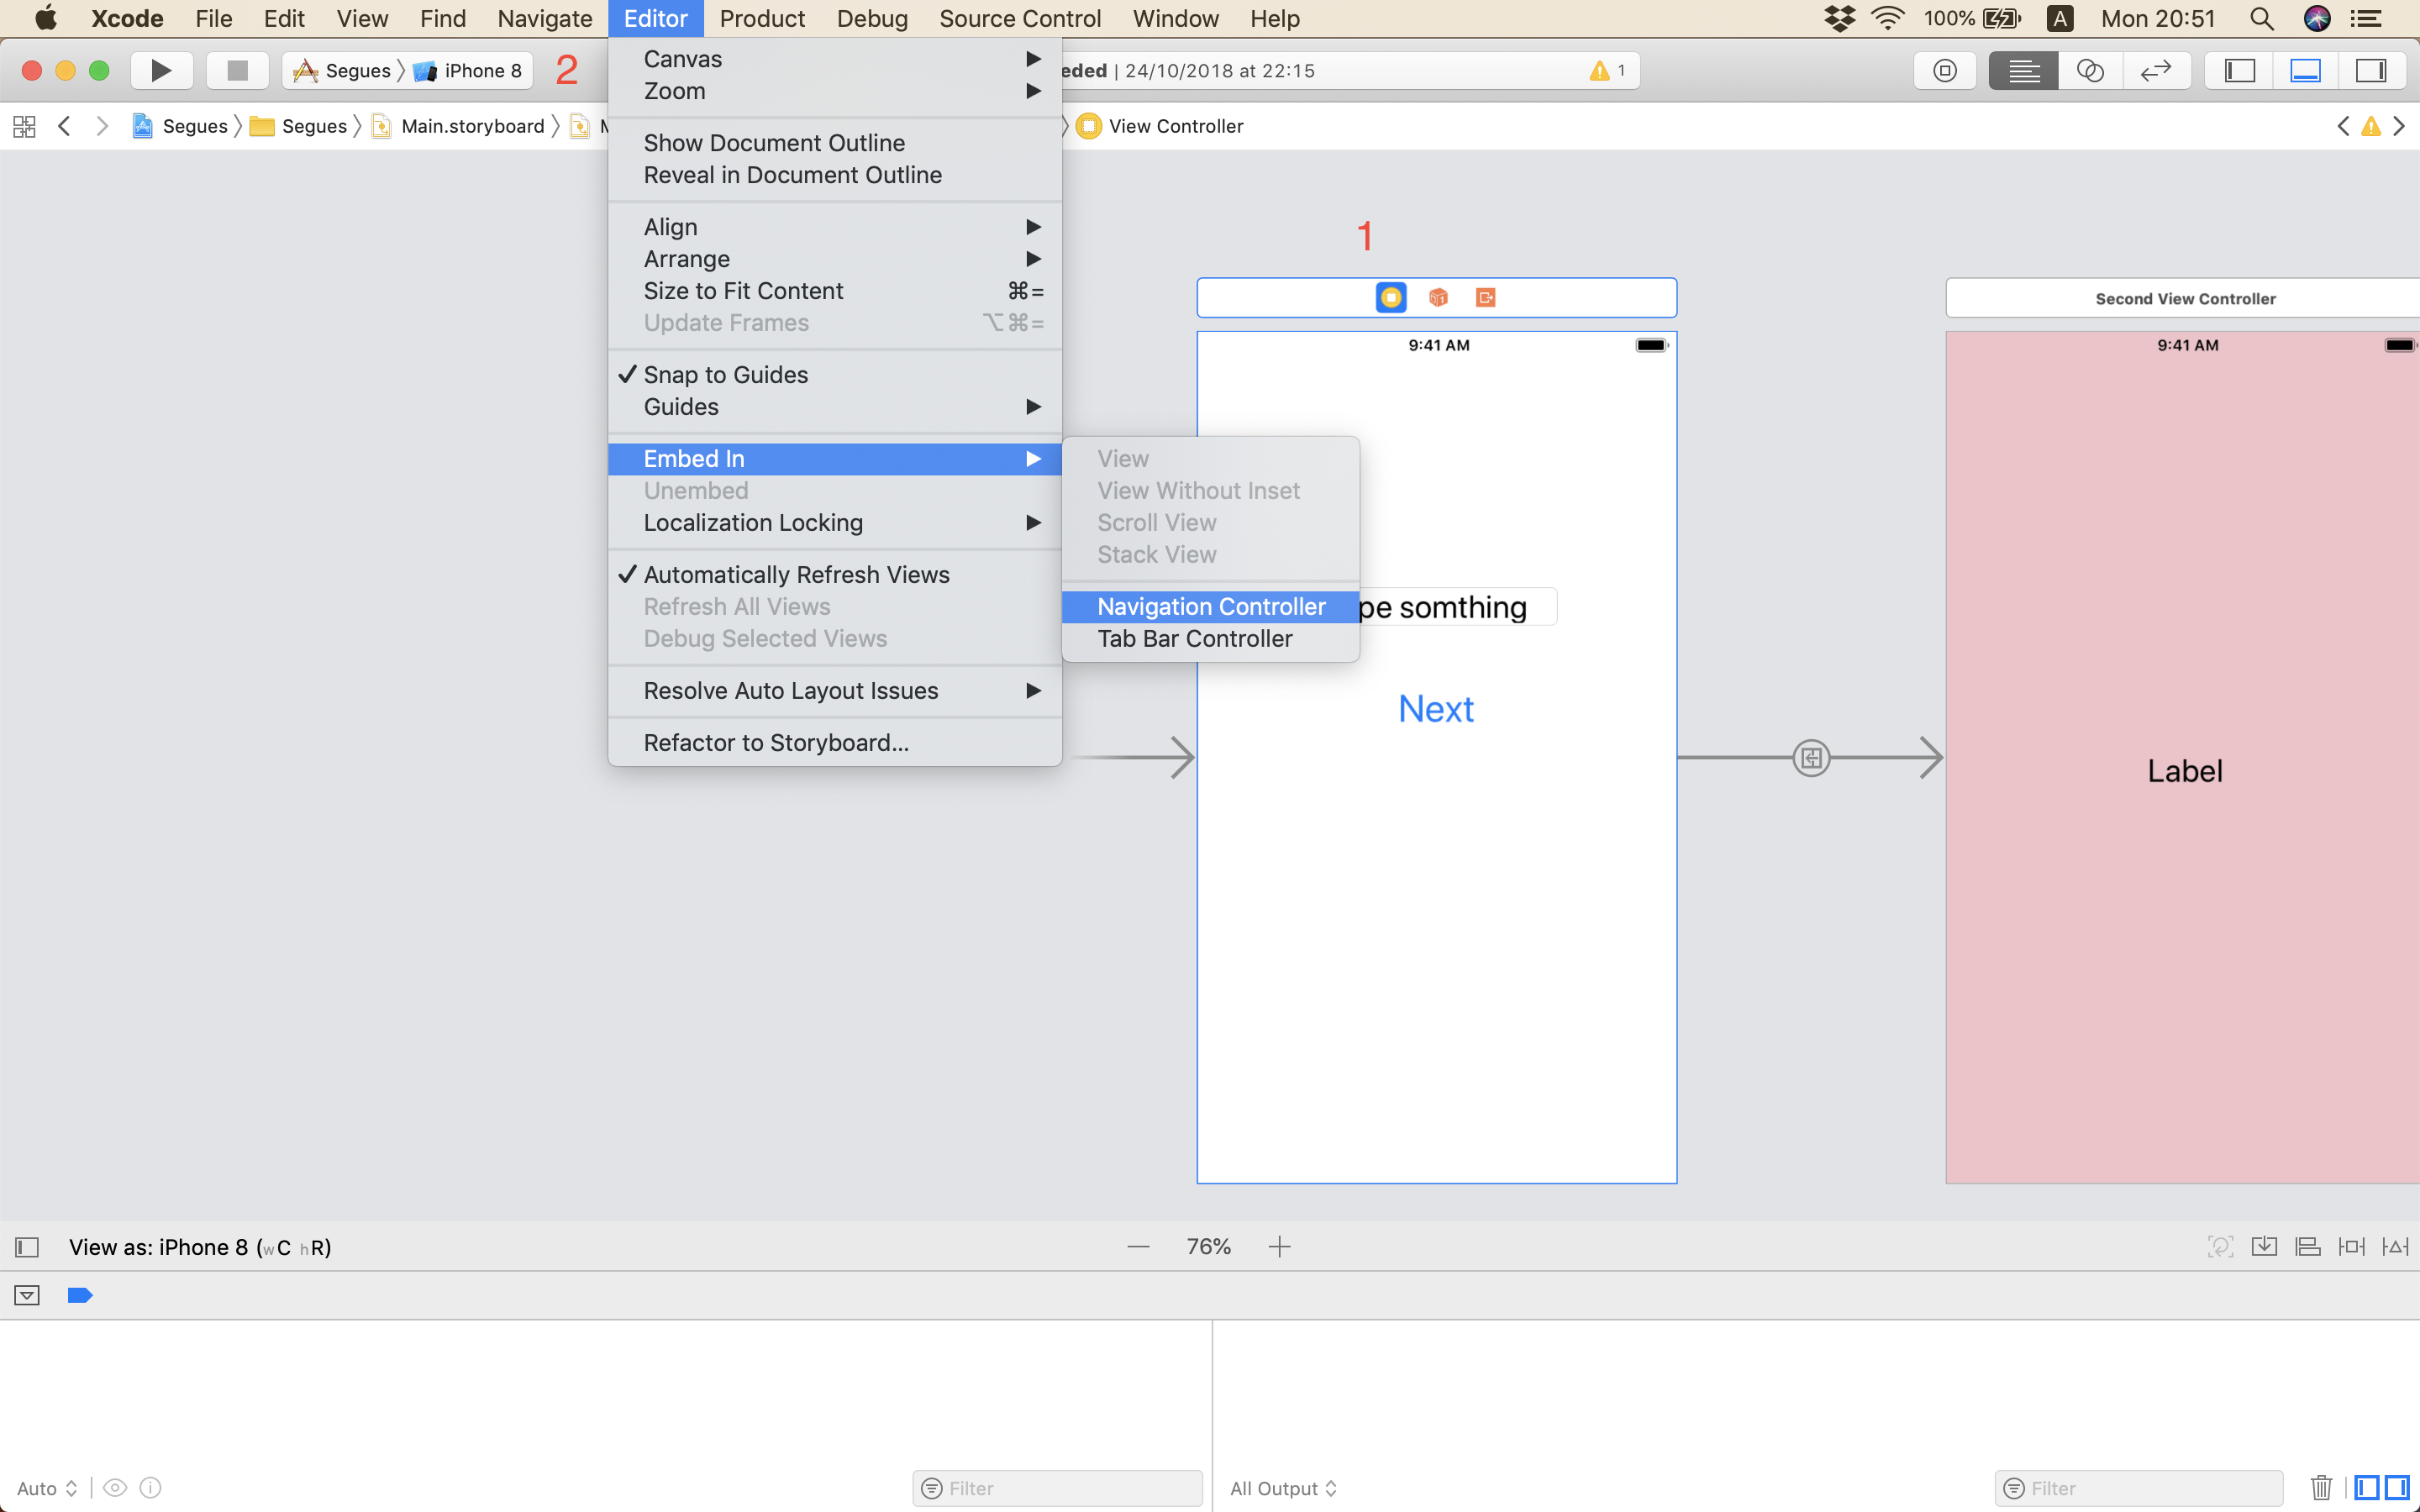 Xcode File Edit View Find Navigate Editor Product Debug Source Control Window Help 100% A Mon 20:51
Segues iPhone 8 2 eded | 24/10/2018 at 22:15 1
Segues Segues Main.storyboard View Controller
Canvas
Zoom
Show Document Outline
Reveal in Document Outline
Align
Arrange
Size to Fit Content ⌘=
Update Frames ⌥⌘=
Snap to Guides
Guides
Embed In
Unembed
Localization Locking
Automatically Refresh Views
Refresh All Views
Debug Selected Views
Resolve Auto Layout Issues
Refactor to Storyboard...
View
View Without Inset
Scroll View
Stack View
Navigation Controller
Tab Bar Controller
1
9:41 AM
pe somthing
Next
Second View Controller
9:41 AM
Label
View as: iPhone 8 (wC hR)
76%
Auto
Filter
All Output
Filter